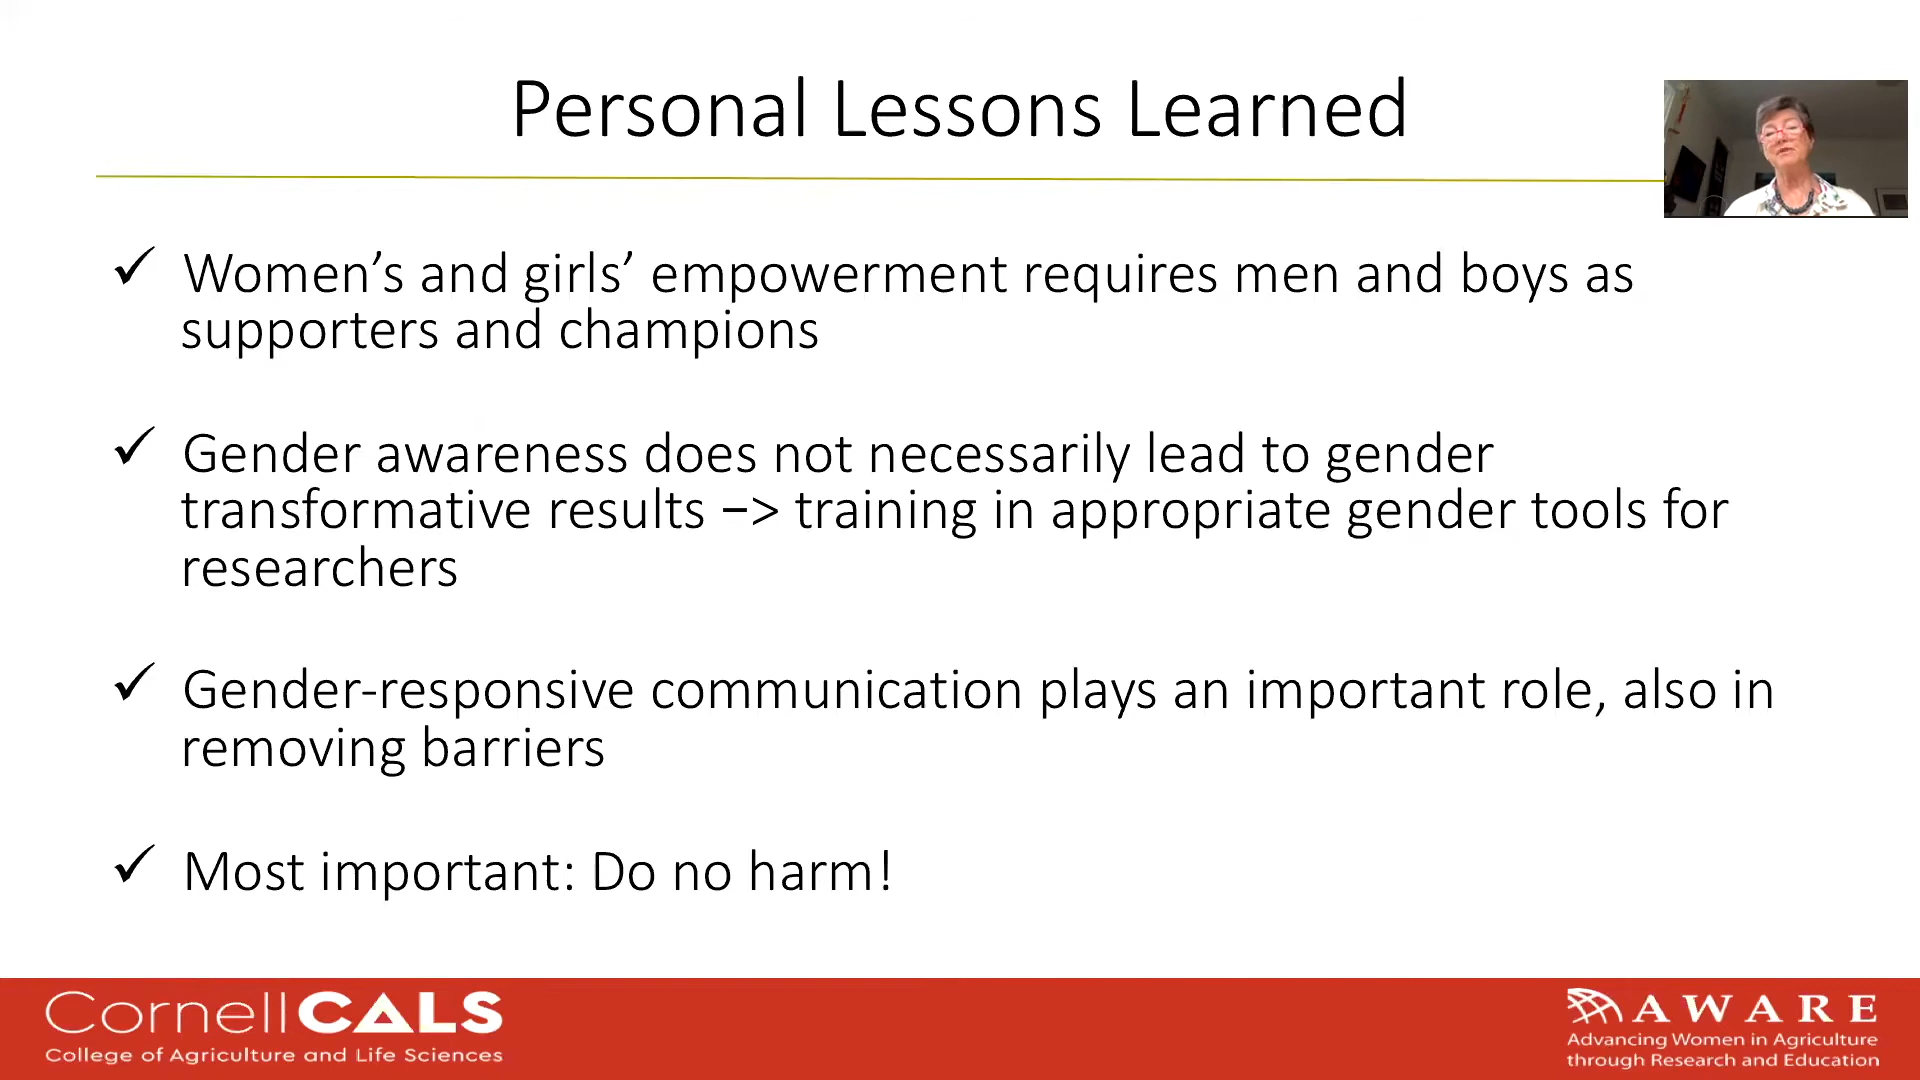 Personal Lessons Learned
✓ Women’s and girls’ empowerment requires men and boys as
supporters and champions
✓ Gender awareness does not necessarily lead to gender
transformative results −> training in appropriate gender tools for
researchers
✓ Gender-responsive communication plays an important role, also in
removing barriers
✓ Most important: Do no harm!
CornellCALS
College of Agriculture and Life Sciences
AWARE
Advancing Women in Agriculture
through Research and Education